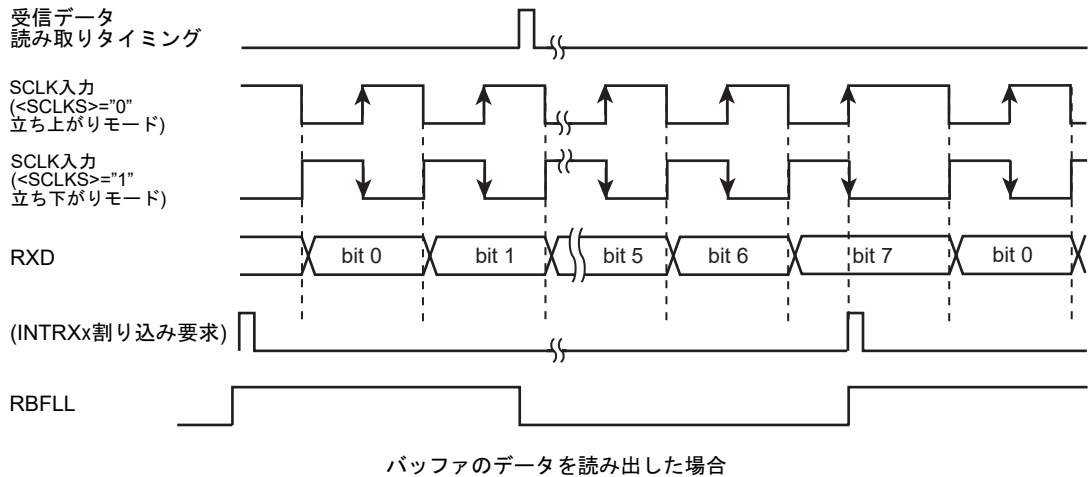 受信データ
読み取りタイミング
SCLK入力
(<SCLKS>="0"
立ち上がりモード)
SCLK入力
(<SCLKS>="1"
立ち下がりモード)
RXD
bit 0
bit 1
bit 5
bit 6
bit 7
bit 0
(INTRXx割り込み要求)
RBFLL
バッファのデータを読み出した場合